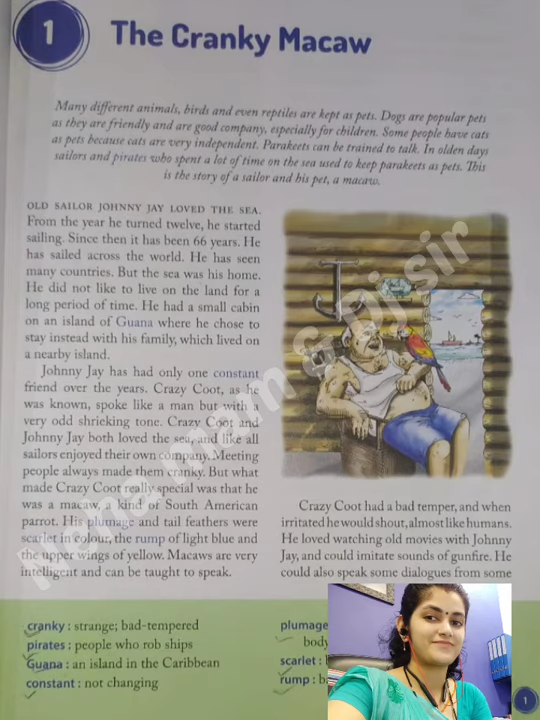 1
The Cranky Macaw
Many different animals, birds and even reptiles are kept as pets. Dogs are popular pets
as they are friendly and are good company, especially for children. Some people have cats
as pets because cats are very independent. Parakeets can be trained to talk. In olden days
sailors and pirates who spent a lot of time on the sea used to keep parakeets as pets. This
is the story of a sailor and his pet, a macaw.
OLD SAILOR JOHNNY JAY LOVED THE SEA.
From the year he turned twelve, he started
sailing. Since then it has been 66 years. He
has sailed across the world. He has seen
many countries. But the sea was his home.
He did not like to live on the land for a
long period of time. He had a small cabin
on an island of Guana where he chose to
stay instead with his family, which lived on
a nearby island.
Johnny Jay has had only one constant
friend over the years. Crazy Coot, as he
was known, spoke like a man but with a
very odd shrieking tone. Crazy Coot and
Johnny Jay both loved the sea, and like all
sailors enjoyed their own company. Meeting
people always made them cranky. But what
made Crazy Coot really special was that he
was a macaw, a kind of South American
parrot. His plumage and tail feathers were
scarlet in colour, the rump of light blue and
the upper wings of yellow. Macaws are very
intelligent and can be taught to speak.
Crazy Coot had a bad temper, and when
irritated he would shout, almost like humans.
He loved watching old movies with Johnny
Jay, and could imitate sounds of gunfire. He
could also speak some dialogues from some
cranky : strange; bad-tempered
pirates : people who rob ships
Guana : an island in the Caribbean
constant : not changing
plumage
body
scarlet :
rump :
1
& Dj sir